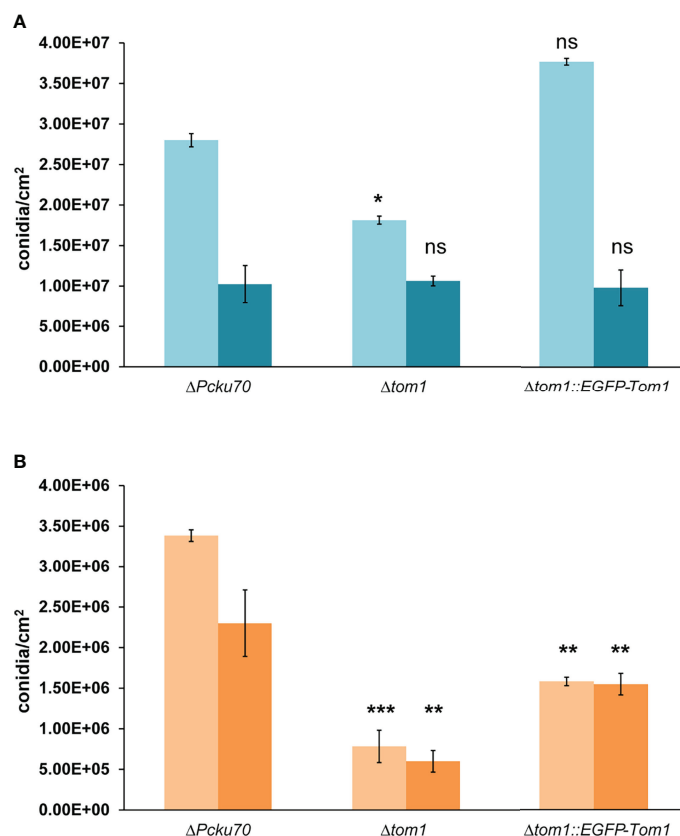 A
4.00E+07
ns
3.50E+07
3.00E+07
2.50E+07
2.00E+07
*
1.50E+07
ns
ns
1.00E+07
5.00E+06
0.00E+00
conidia/cm²
ΔPcku70
Δtom1
Δtom1::EGFP-Tom1
B
4.00E+06
3.50E+06
3.00E+06
2.50E+06
2.00E+06
** **
1.50E+06
*** **
1.00E+06
5.00E+05
0.00E+00
conidia/cm²
ΔPcku70
Δtom1
Δtom1::EGFP-Tom1